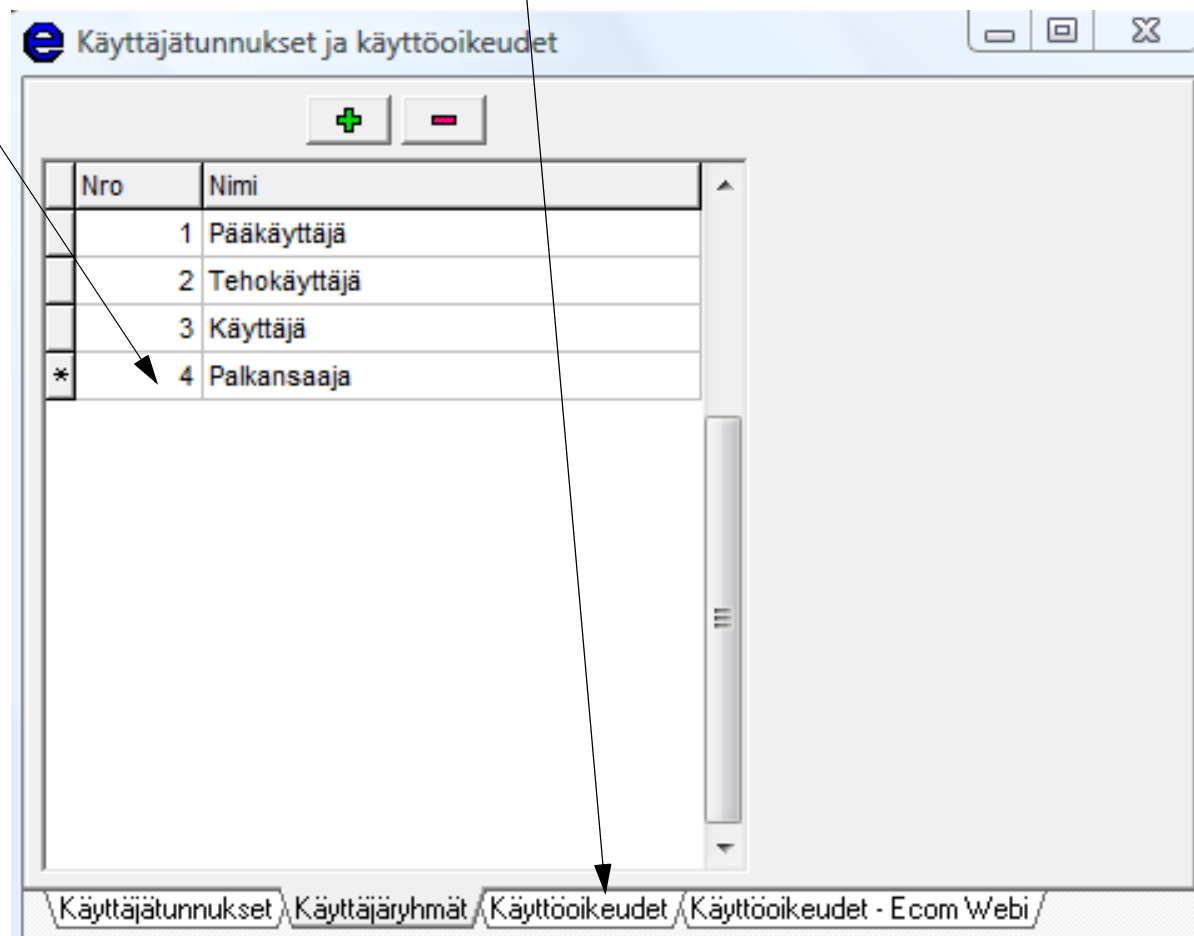 Käyttäjätunnukset ja käyttöoikeudet
Nro Nimi
1 Pääkäyttäjä
2 Tehokäyttäjä
3 Käyttäjä
* 4 Palkansaaja
Käyttäjätunnukset Käyttäjäryhmät Käyttöoikeudet Käyttöoikeudet - Ecom Webi